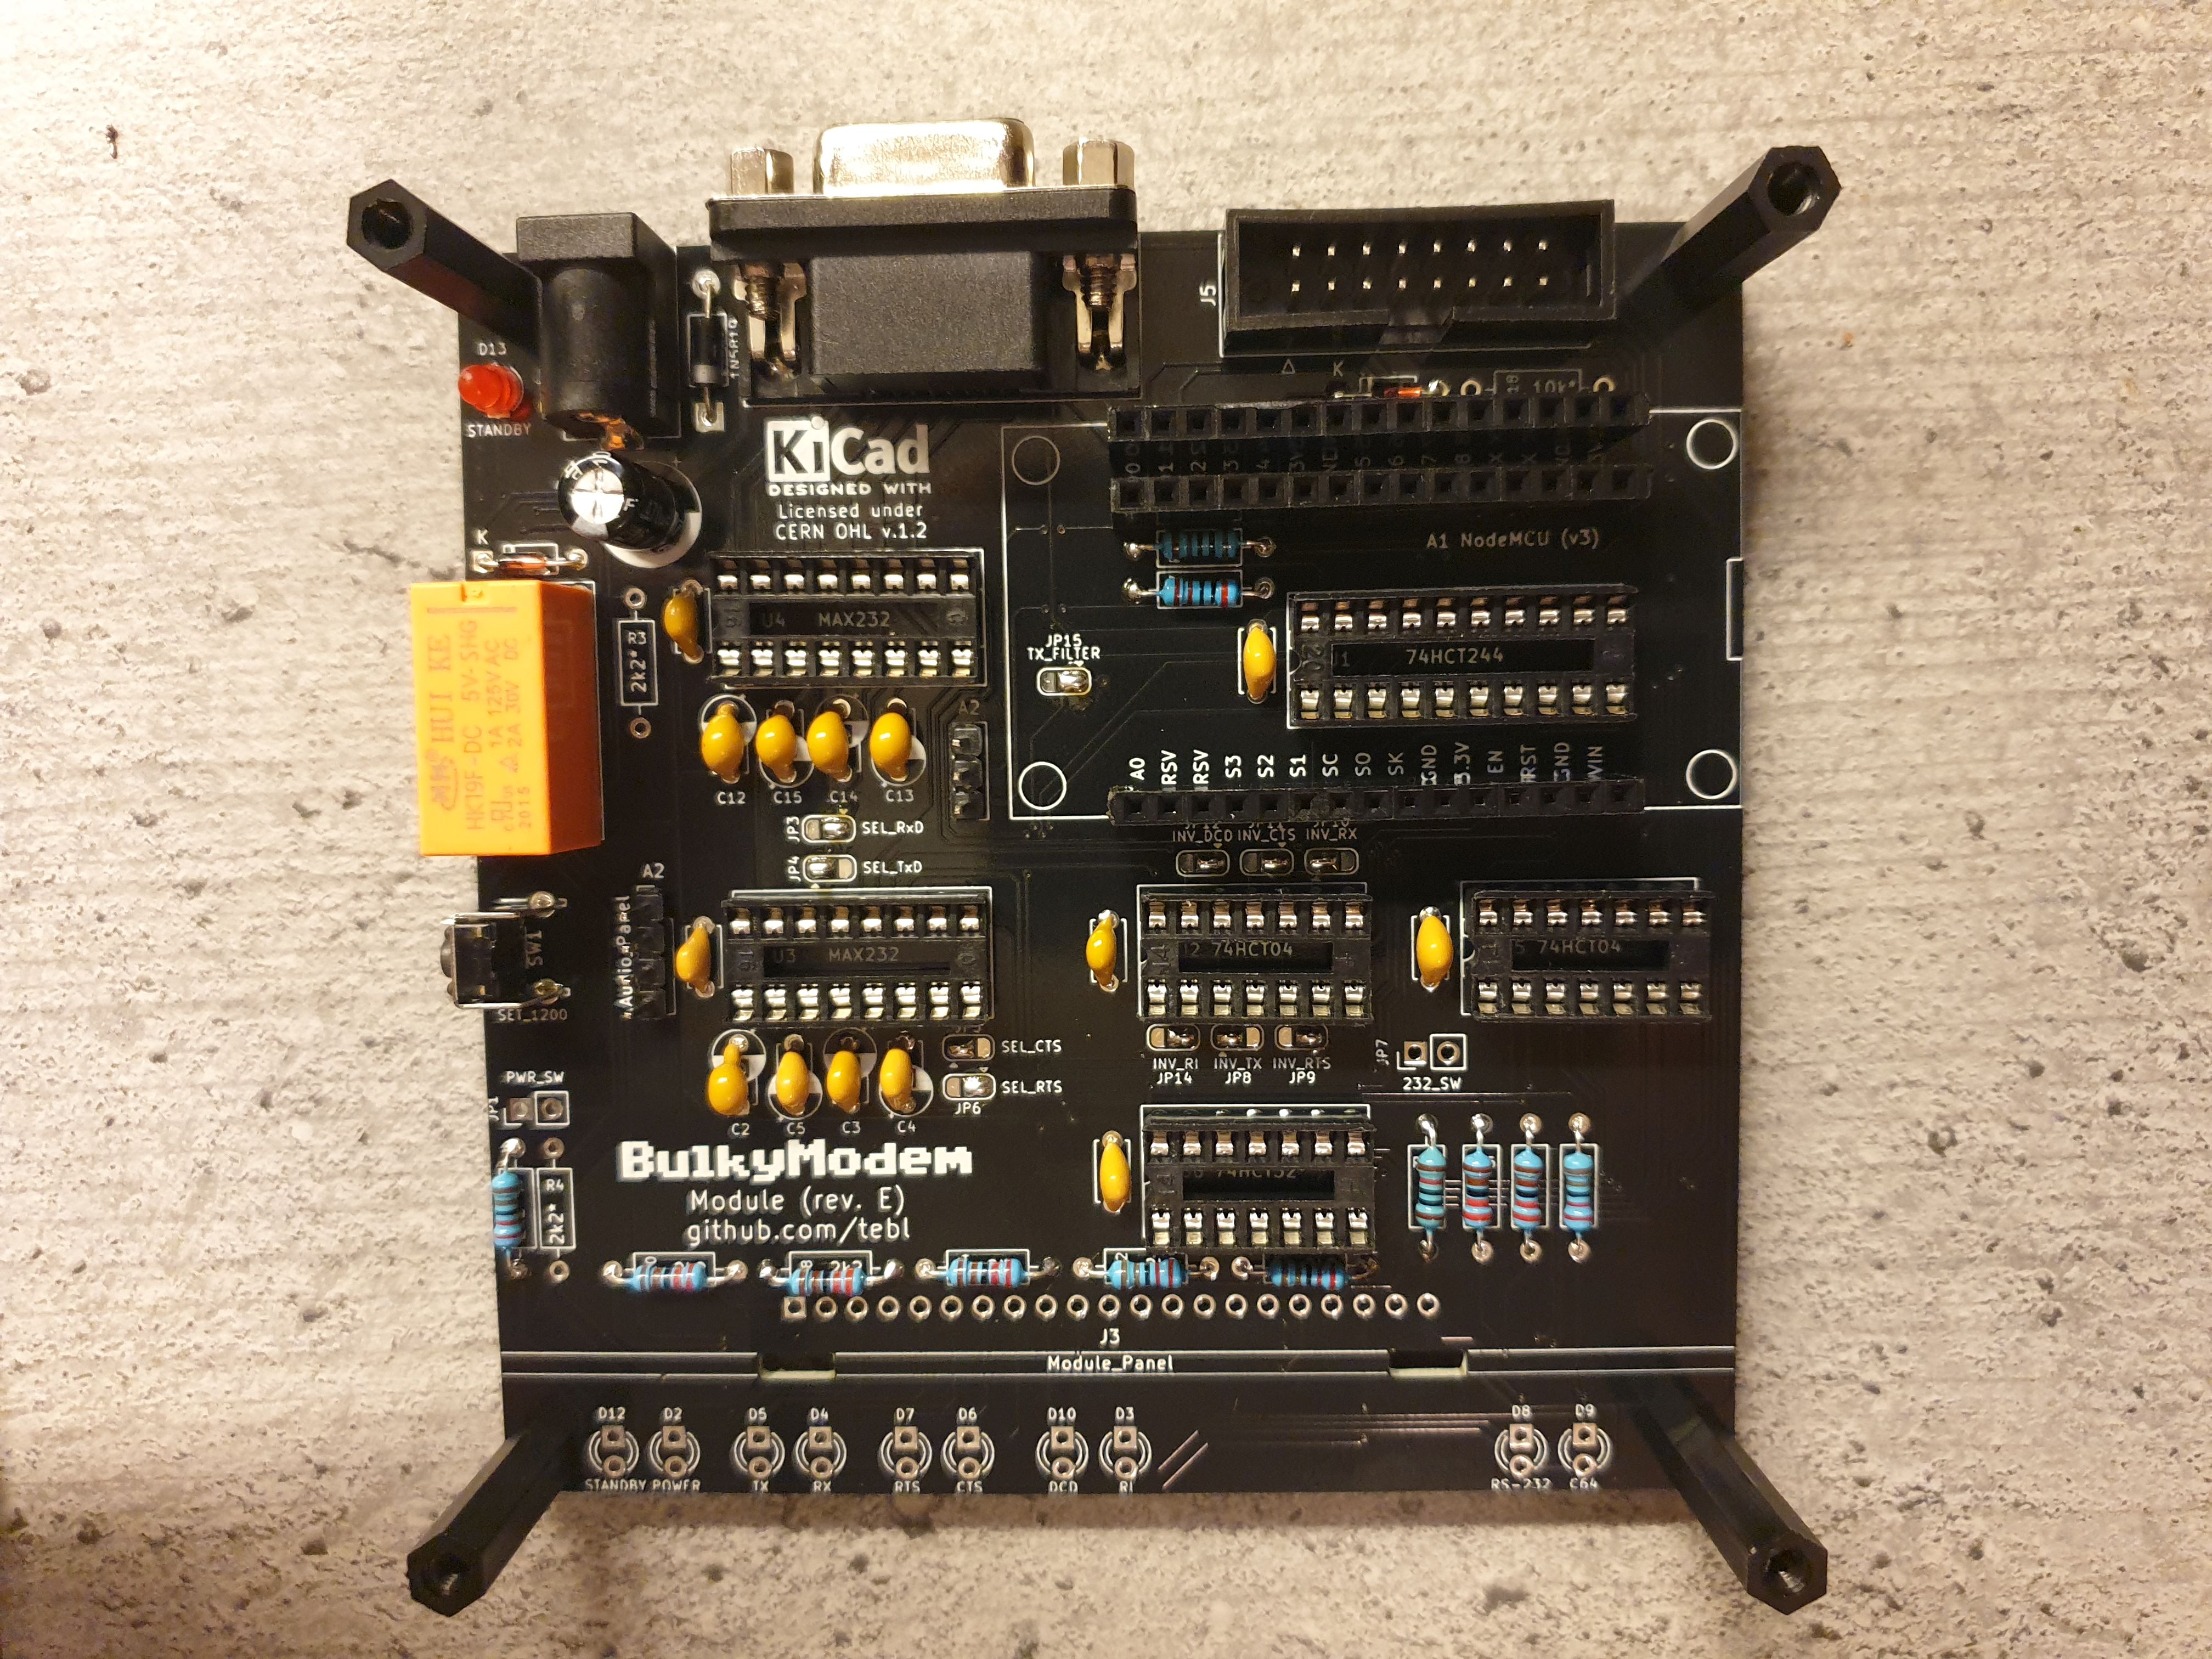 J5
D13
1N5819
STANDBY
K
10k*
KiCad
DESIGNED WITH
Licensed under
CERN OHL v.1.2
A1 NodeMCU (v3)
K
U4 MAX232
R3
2k2*
JP15
TX_FILTER
74HCT244
HUI KE
HK19F-DC 5V-SHG
1A 125VAC
2A 30V DC
2015
A2
C12 C15 C14 C13
A0 RSV RSV S3 S2 S1 SC SO SK GND 3.3V EN RST GND VIN
JP3 SEL_RxD
JP4 SEL_TxD
INV_DCD INV_CTS INV_RX
A2
Audio_Panel
SW1
SET_1200
U3 MAX232
74HCT04
74HCT04
SEL_CTS
SEL_RTS
JP6
INV_RI INV_TX INV_RTS
JP14 JP8 JP9
JP7
232_SW
PWR_SW
JP1
C2 C5 C3 C4
BulkyModem
Module (rev. E)
github.com/tebl
R4
2k2*
J3
Module_Panel
D12 D2 D5 D4 D7 D6 D10 D3 D8 D9
STANDBY POWER TX RX RTS CTS DCD RI RS-232 C64